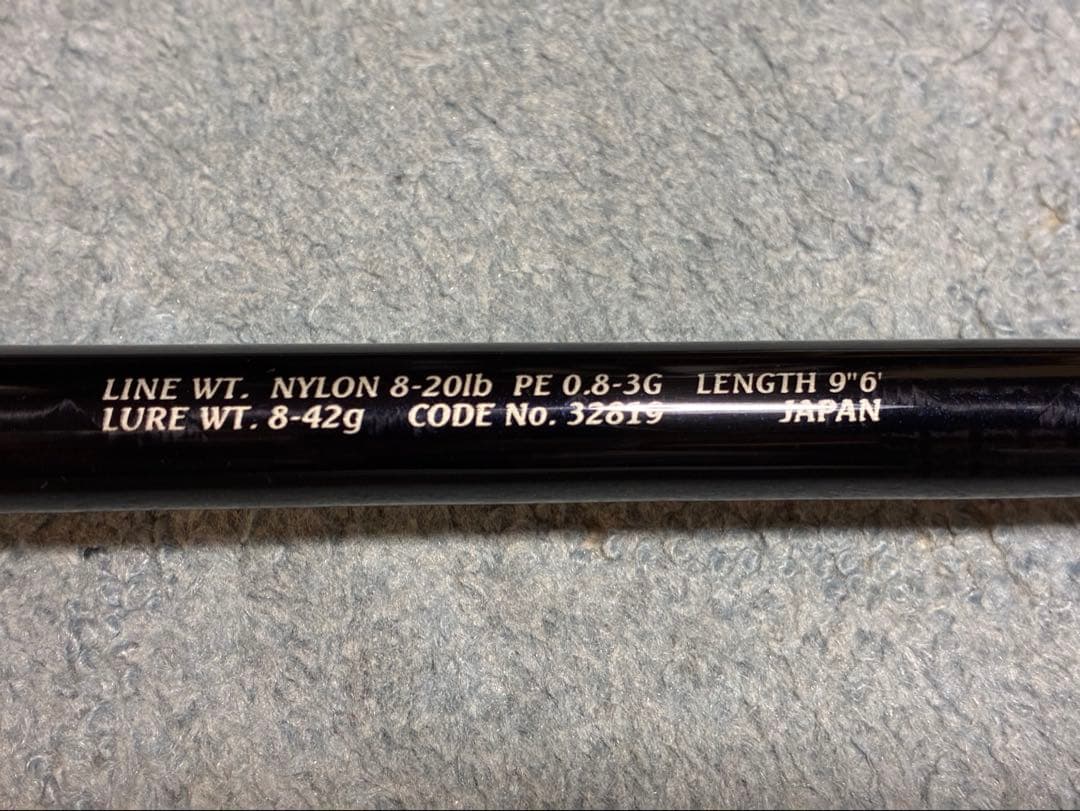 LINE WT. NYLON 8-20lb PE 0.8-3G LENGTH 9"6'
LURE WT. 8-42g CODE No. 32819 JAPAN